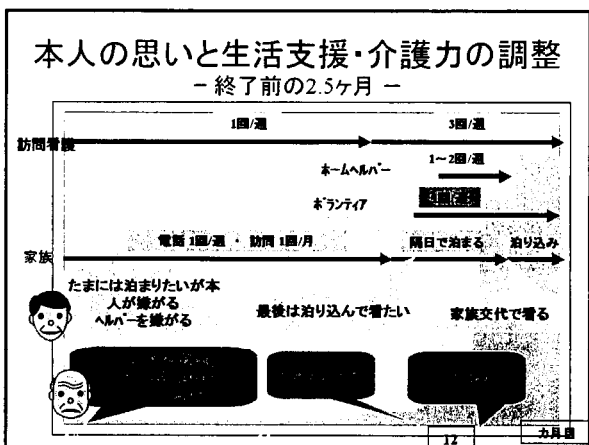 本人の思いと生活支援・介護力の調整
－ 終了前の2.5ヶ月 －
1回/週
3回/週
訪問看護
1～2回/週
ホームヘルパー
ボランティア
電話 1回/週 ・ 訪問 1回/月
隔日で泊まる
泊り込み
家族
たまには泊まりたいが本
人が嫌がる
ヘルパーを嫌がる
最後は泊り込んで看たい
家族交代で看る
12
カ月目